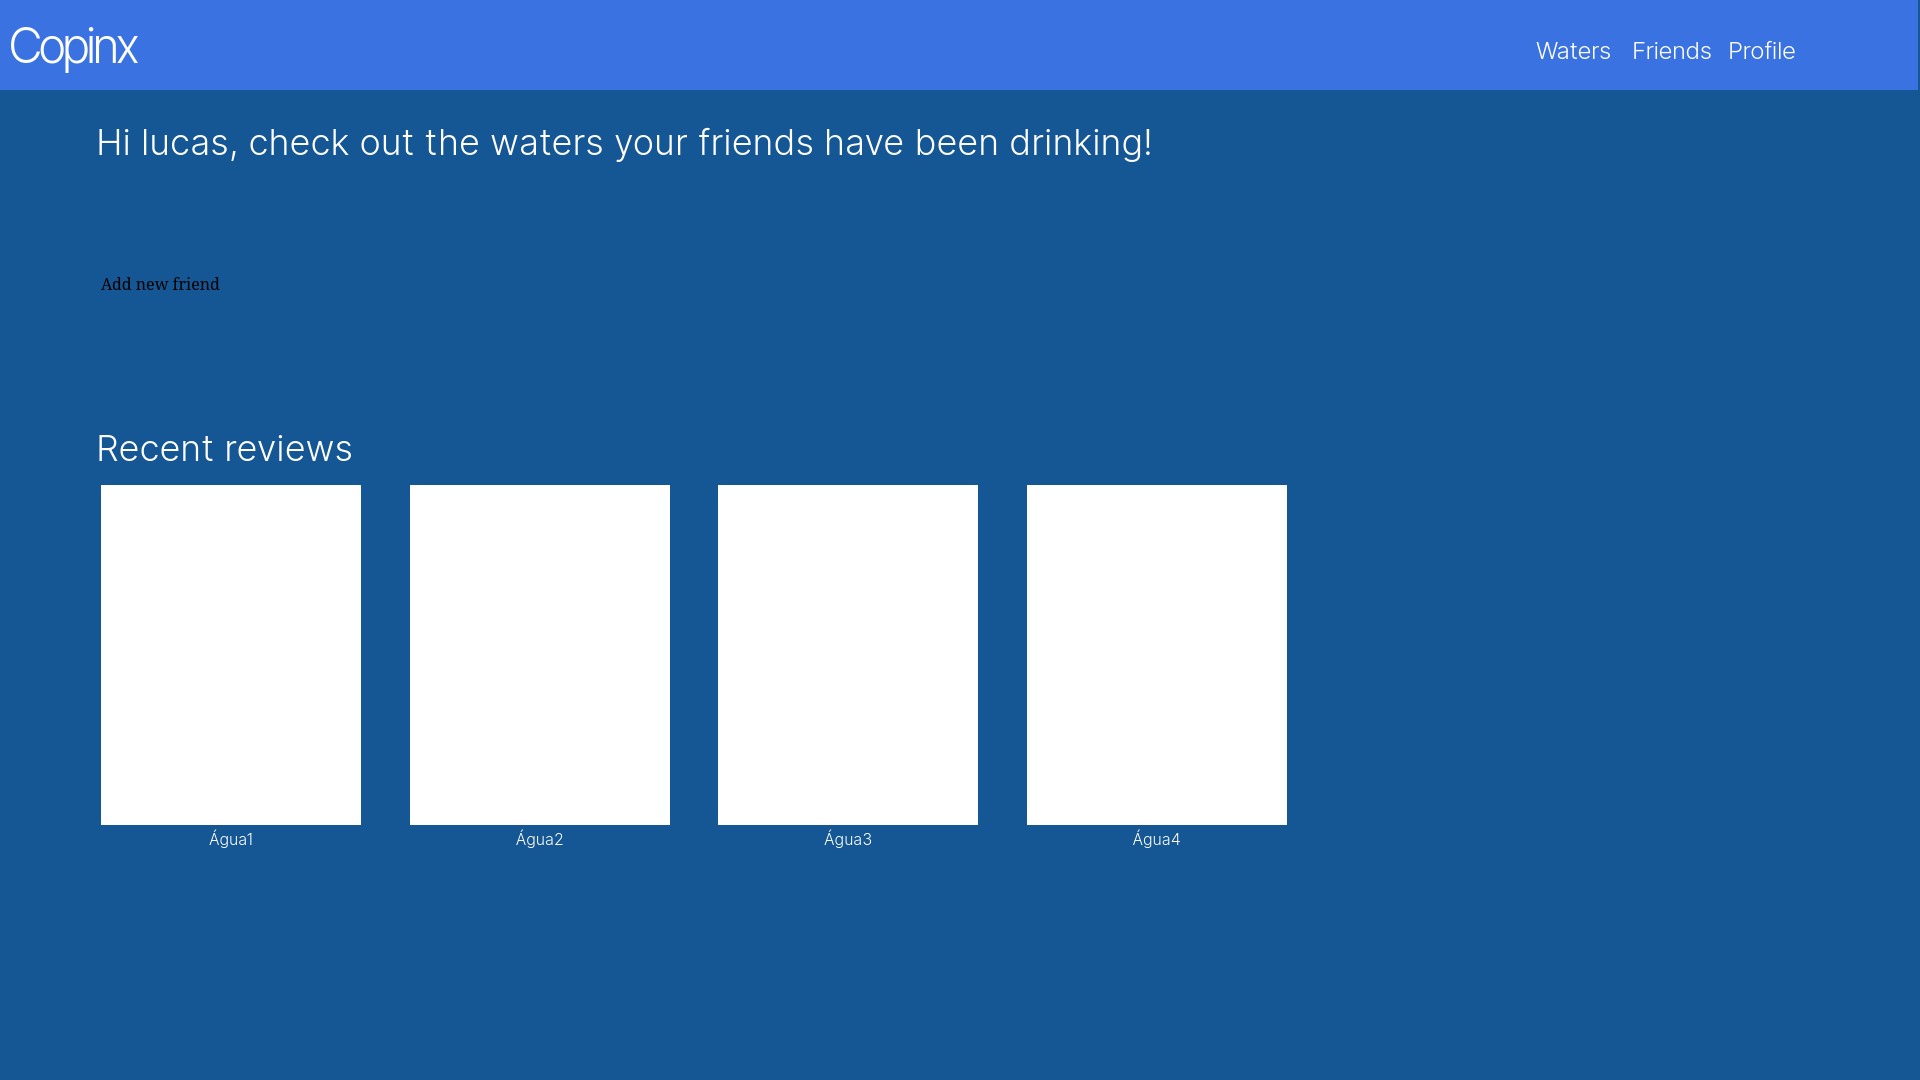 Copinx
Waters Friends Profile
Hi lucas, check out the waters your friends have been drinking!
Add new friend
Recent reviews
Água1 Água2 Água3 Água4